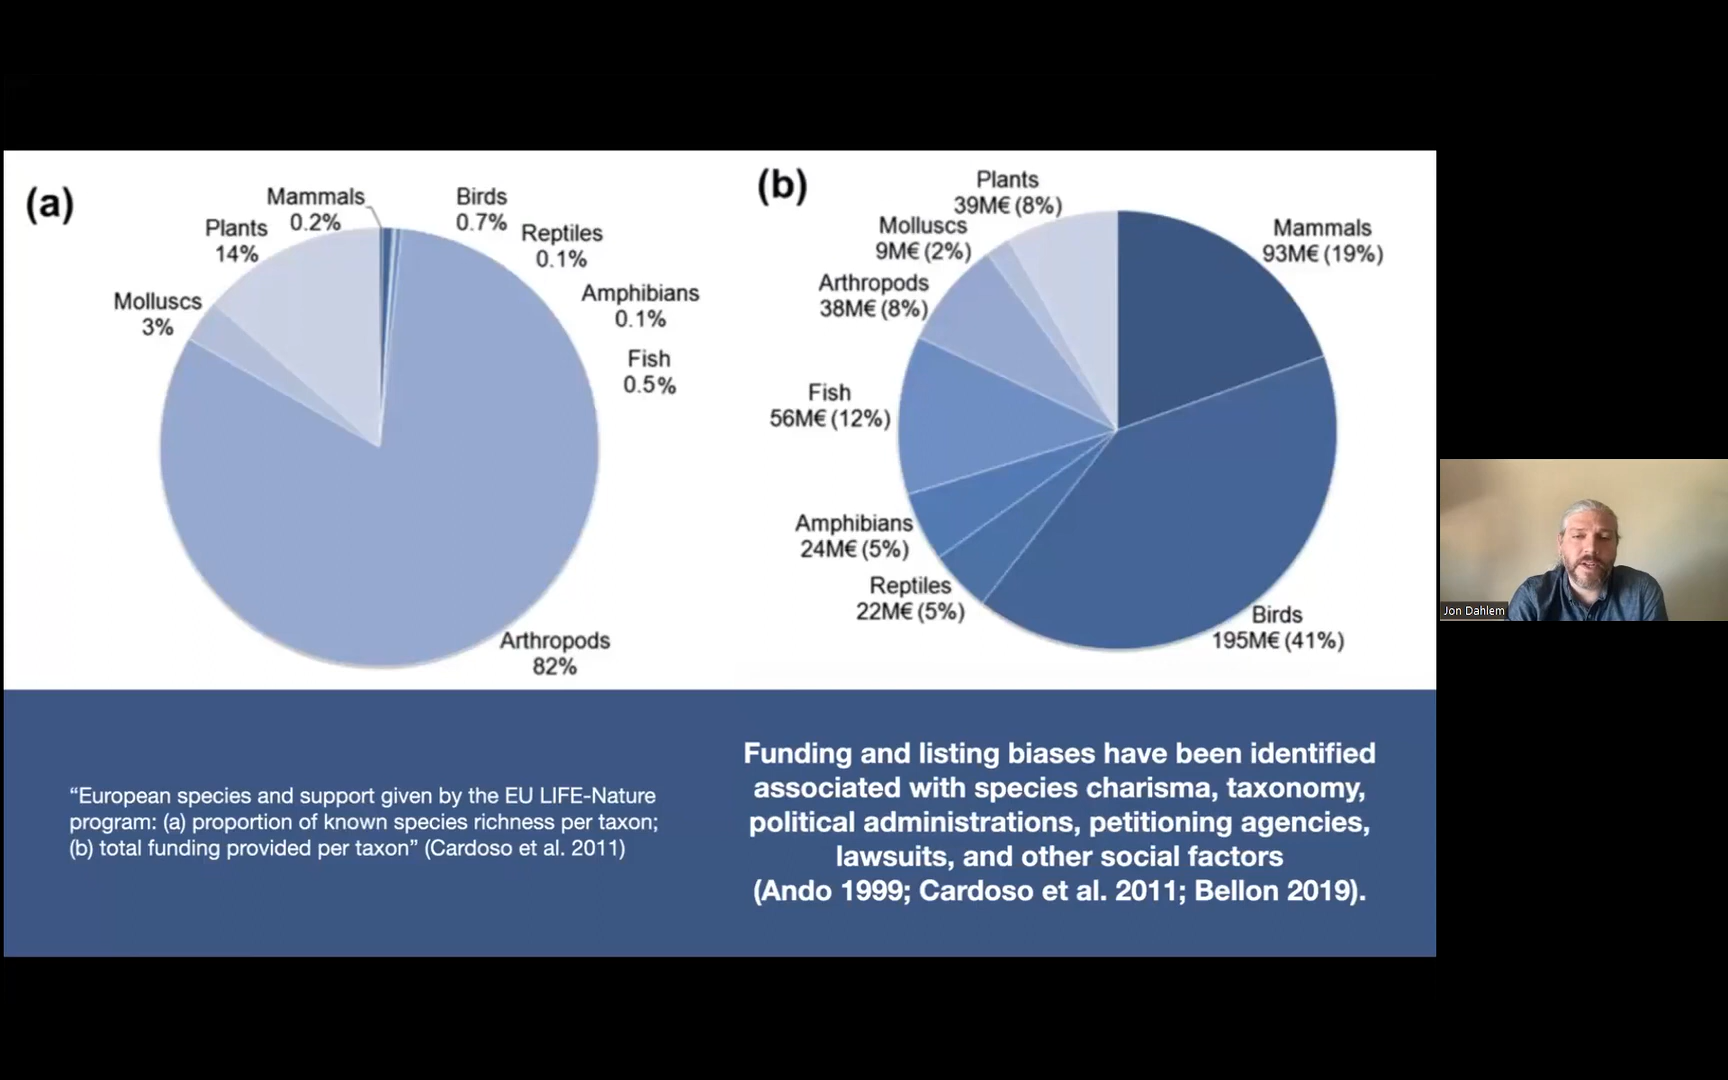 (a)
Mammals
0.2%
Birds
0.7%
Plants
14%
Reptiles
0.1%
Molluscs
3%
Amphibians
0.1%
Fish
0.5%
Arthropods
82%
(b)
Plants
39M€ (8%)
Molluscs
9M€ (2%)
Mammals
93M€ (19%)
Arthropods
38M€ (8%)
Fish
56M€ (12%)
Amphibians
24M€ (5%)
Reptiles
22M€ (5%)
Birds
195M€ (41%)
“European species and support given by the EU LIFE-Nature
program: (a) proportion of known species richness per taxon;
(b) total funding provided per taxon” (Cardoso et al. 2011)
Funding and listing biases have been identified
associated with species charisma, taxonomy,
political administrations, petitioning agencies,
lawsuits, and other social factors
(Ando 1999; Cardoso et al. 2011; Bellon 2019).
Jon Dahlem